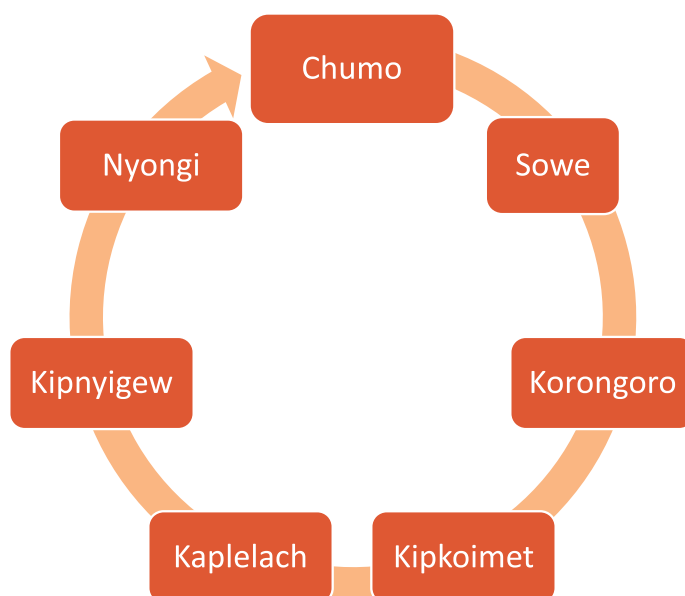 Chumo
Sowe
Korongoro
Kipkoimet
Kaplelach
Kipnyigew
Nyongi